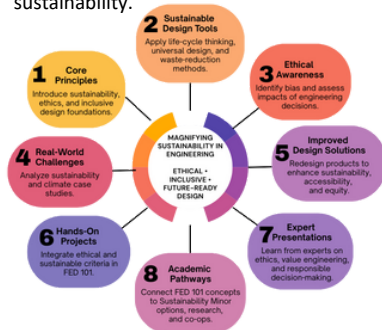 sustainability.
2 Sustainable
Design Tools
Apply life-cycle thinking,
universal design, and
waste-reduction
methods.
1 Core
Principles
Introduce sustainability,
ethics, and inclusive
design foundations.
3 Ethical
Awareness
Identify bias and assess
impacts of engineering
decisions.
MAGNIFYING
SUSTAINABILITY IN
ENGINEERING
ETHICAL •
INCLUSIVE •
FUTURE-READY
DESIGN
4 Real-World
Challenges
Analyze sustainability
and climate case
studies.
5 Improved
Design Solutions
Redesign products to
enhance sustainability,
accessibility,
and equity.
6 Hands-On
Projects
Integrate ethical and
sustainable criteria in
FED 101.
7 Expert
Presentations
Learn from experts on
ethics, value engineering,
and responsible
decision-making.
8 Academic
Pathways
Connect FED 101 concepts
to Sustainability Minor
options, research,
and co-ops.